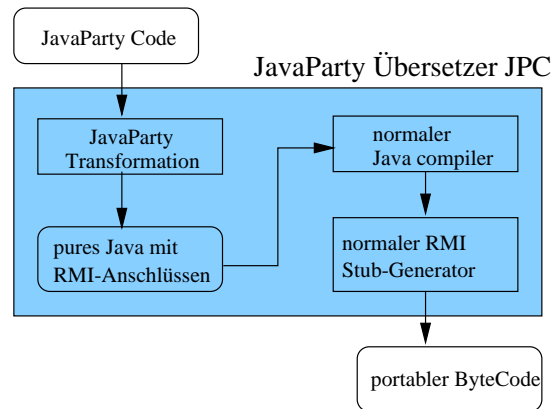 JavaParty Code
JavaParty Übersetzer JPC
JavaParty
Transformation
pures Java mit
RMI-Anschlüssen
normaler
Java compiler
normaler RMI
Stub-Generator
portabler ByteCode